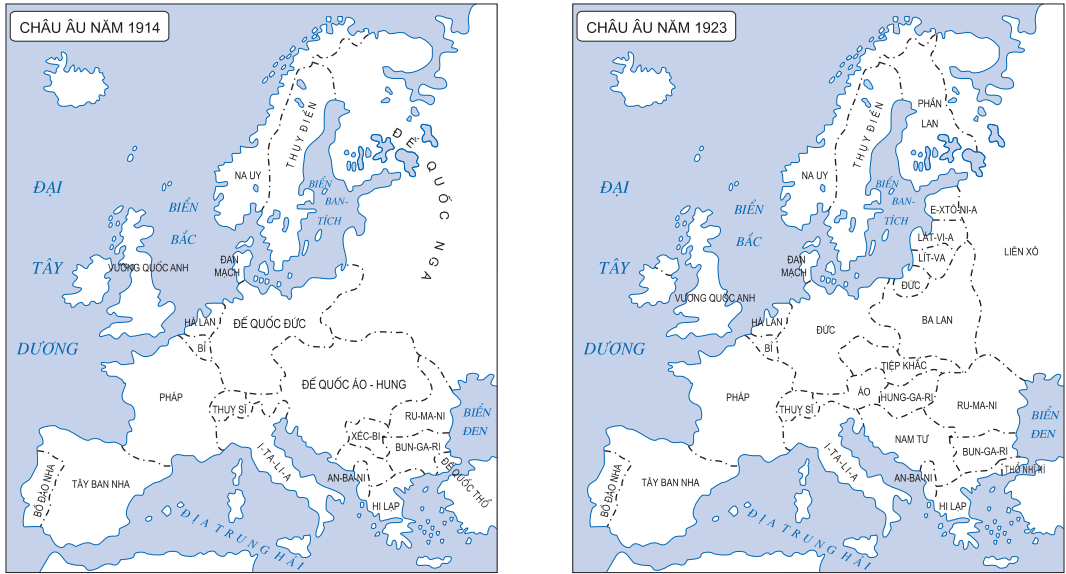 CHÂU ÂU NĂM 1914
ĐẾ QUỐC NGA
THỤY ĐIỂN
NA UY
BIỂN
BAN-
TÍCH
ĐẠI
BIỂN
BẮC
TÂY
VƯƠNG QUỐC ANH
ĐAN
MẠCH
DƯƠNG
HÀ LAN
ĐẾ QUỐC ĐỨC
BỈ
ĐẾ QUỐC ÁO - HUNG
PHÁP
THỤY SĨ
RU-MA-NI
BIỂN
ĐEN
XÉC-BI
BUN-GA-RI
I-TA-LI-A
ĐẾ QUỐC THỔ
AN-BA-NI
BỒ ĐÀO NHA
TÂY BAN NHA
HI LẠP
ĐỊA TRUNG HẢI
CHÂU ÂU NĂM 1923
PHẦN
LAN
THỤY ĐIỂN
NA UY
BIỂN
BAN-
TÍCH
ĐẠI
E-XTÔ-NI-A
BIỂN
BẮC
LÁT-VI-A
LIÊN XÔ
LÍT-VA
TÂY
ĐAN
MẠCH
ĐỨC
VƯƠNG QUỐC ANH
BA LAN
HÀ LAN
ĐỨC
BỈ
DƯƠNG
TIỆP KHẮC
PHÁP
ÁO
HUNG-GA-RI
THỤY SĨ
RU-MA-NI
BIỂN
ĐEN
NAM TƯ
BUN-GA-RI
I-TA-LI-A
THỔ NHĨ KÌ
AN-BA-NI
BỒ ĐÀO NHA
TÂY BAN NHA
HI LẠP
ĐỊA TRUNG HẢI